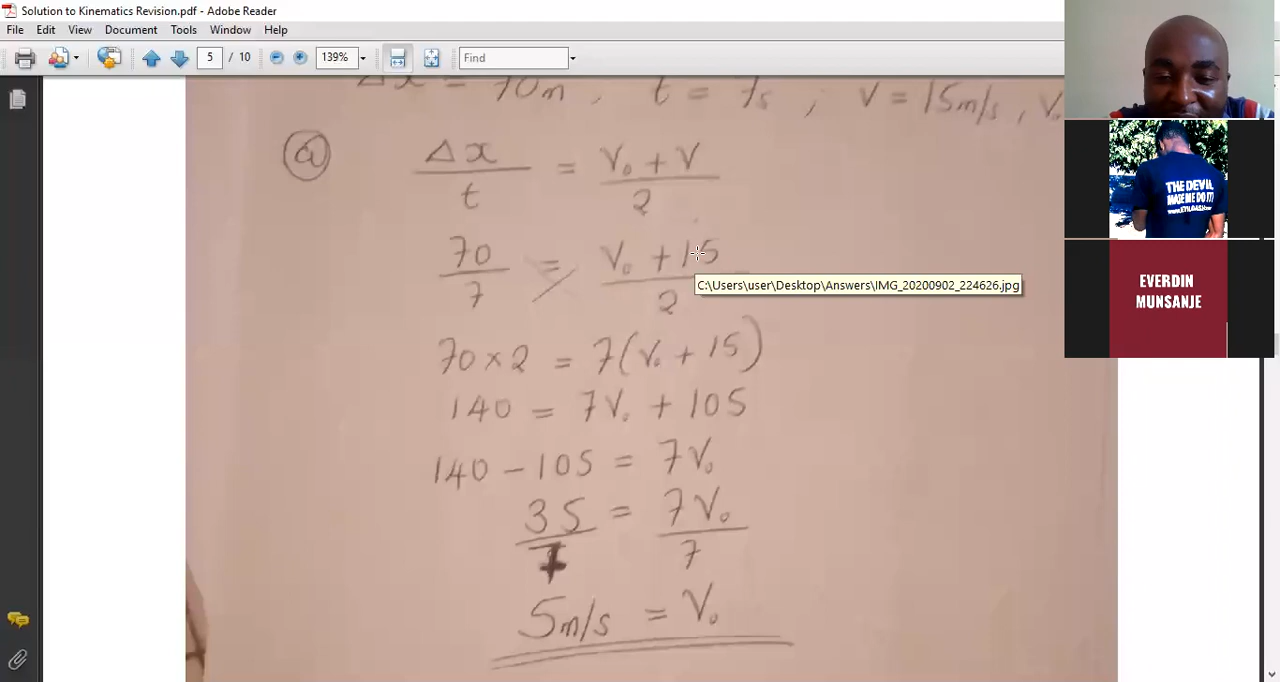 Solution to Kinematics Revision.pdf - Adobe Reader
File Edit View Document Tools Window Help
5 / 10 139% Find
Δx = 70m , t = 7s ; V = 15m/s , V₀
ⓐ Δx / t = V₀ + V / 2
70 / 7 = V₀ + 15 / 2
C:\Users\user\Desktop\Answers\IMG_20200902_224626.jpg
70 × 2 = 7(V₀ + 15)
140 = 7V₀ + 105
140 - 105 = 7V₀
35 / 7 = 7V₀ / 7
5m/s = V₀
THE DEVIL
MADE ME DO IT!
EVERDIN
MUNSANJE